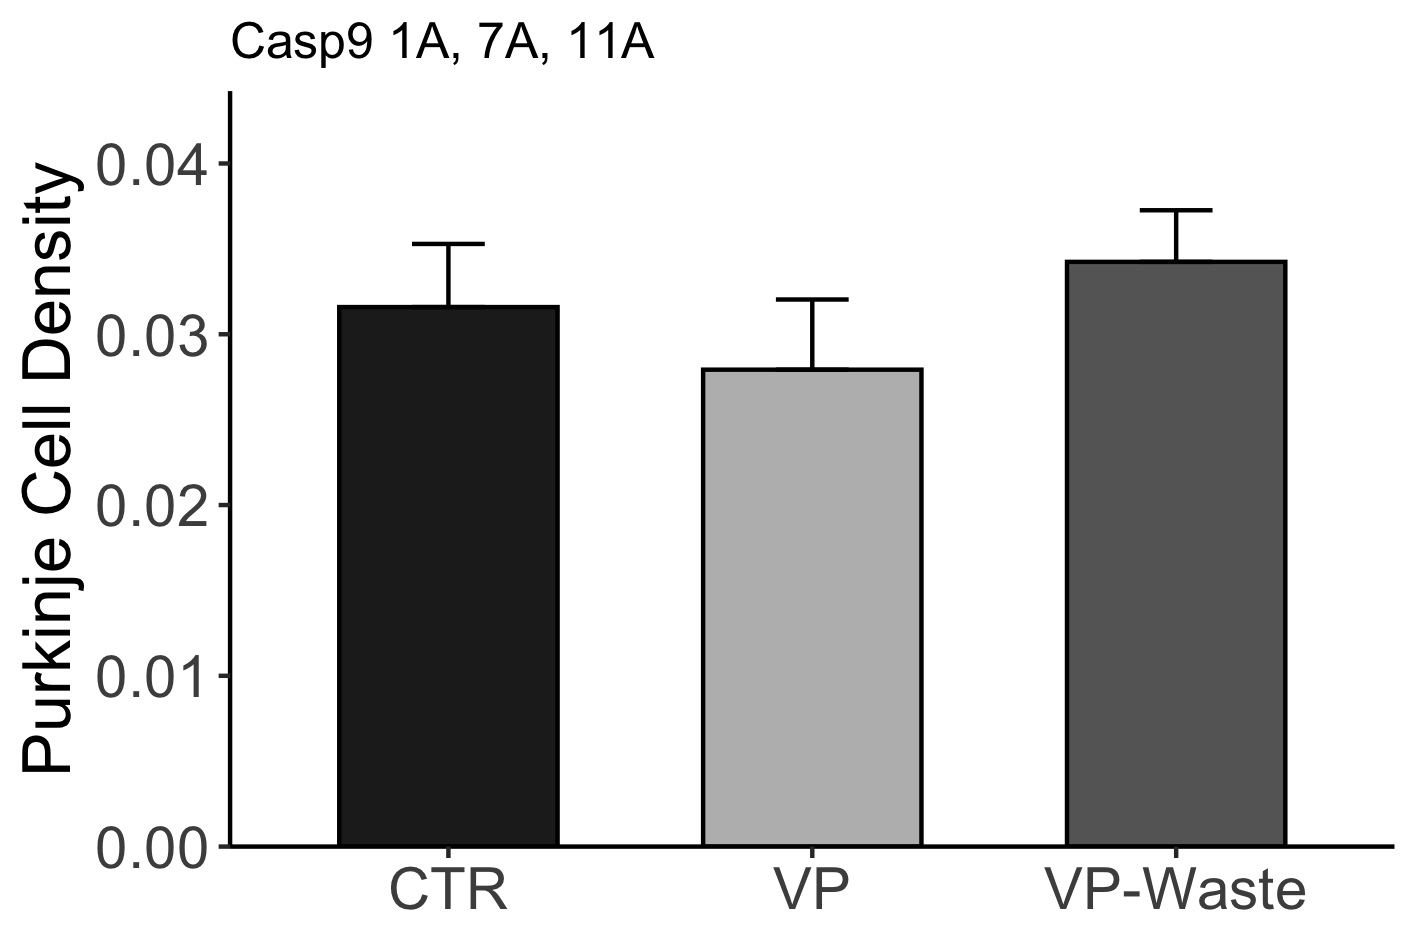 Casp9 1A, 7A, 11A
Purkinje Cell Density
0.04
0.03
0.02
0.01
0.00
CTR VP VP-Waste